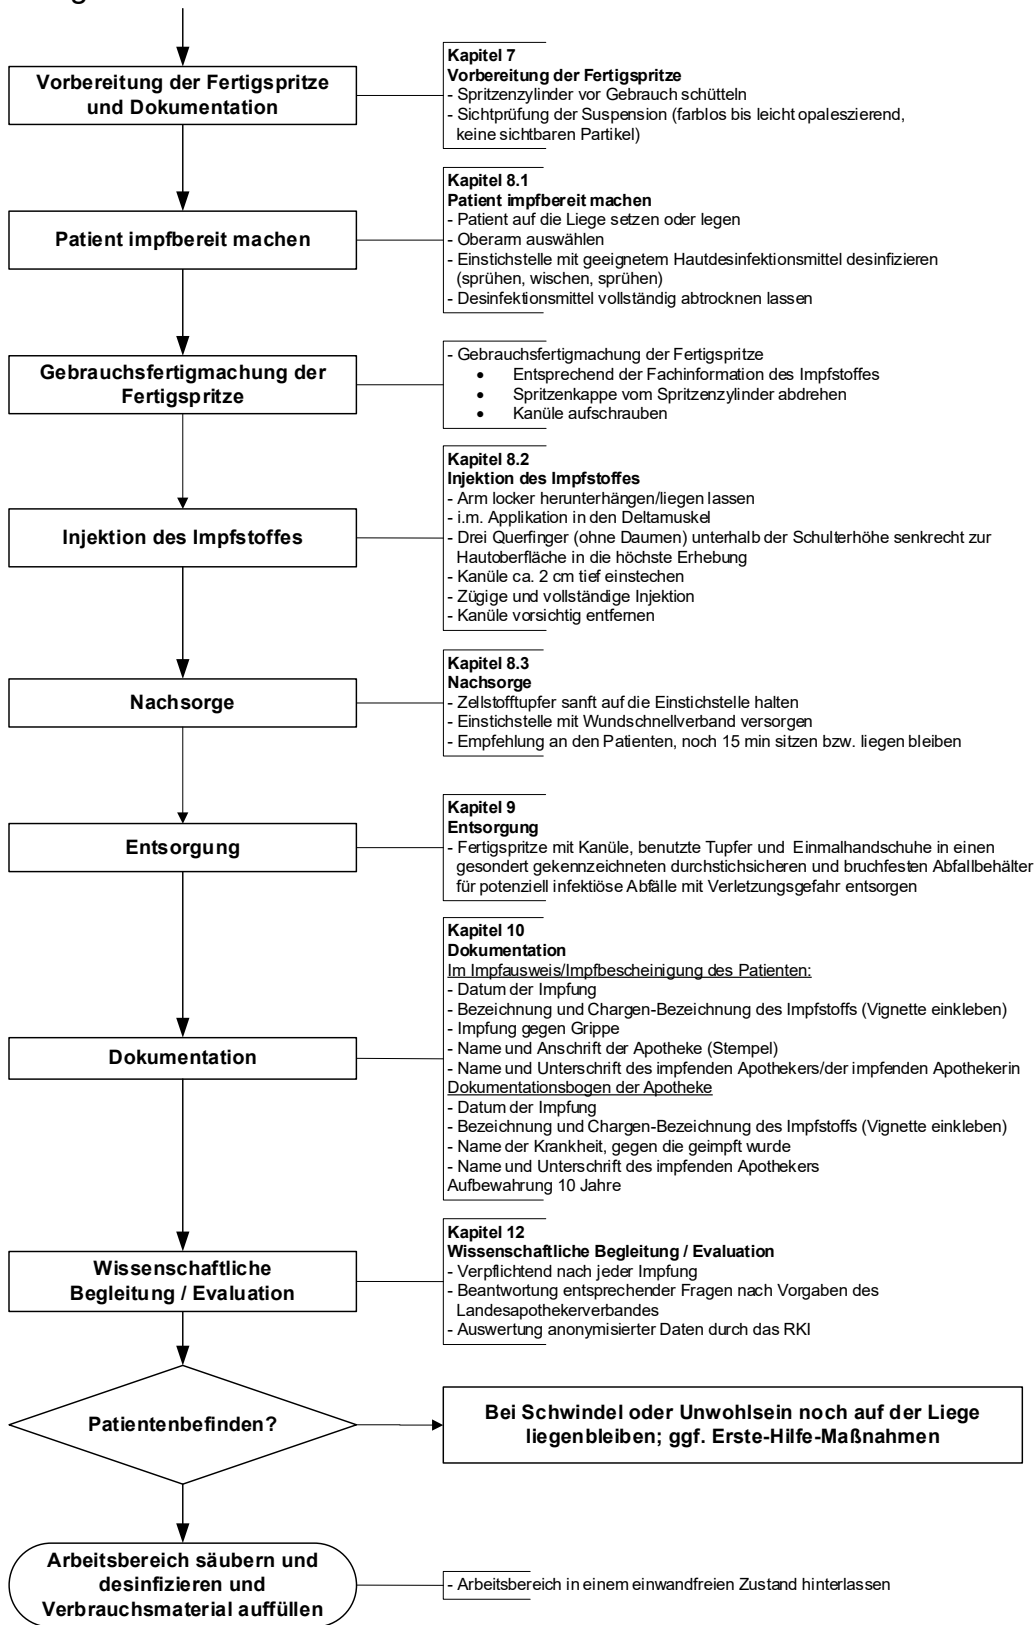 Vorbereitung der Fertigspritze
und Dokumentation
Kapitel 7
Vorbereitung der Fertigspritze
- Spritzenzylinder vor Gebrauch schütteln
- Sichtprüfung der Suspension (farblos bis leicht opaleszierend,
keine sichtbaren Partikel)
Patient impfbereit machen
Kapitel 8.1
Patient impfbereit machen
- Patient auf die Liege setzen oder legen
- Oberarm auswählen
- Einstichstelle mit geeignetem Hautdesinfektionsmittel desinfizieren
(sprühen, wischen, sprühen)
- Desinfektionsmittel vollständig abtrocknen lassen
Gebrauchsfertigmachung der
Fertigspritze
- Gebrauchsfertigmachung der Fertigspritze
• Entsprechend der Fachinformation des Impfstoffes
• Spritzenkappe vom Spritzenzylinder abdrehen
• Kanüle aufschrauben
Injektion des Impfstoffes
Kapitel 8.2
Injektion des Impfstoffes
- Arm locker herunterhängen/liegen lassen
- i.m. Applikation in den Deltamuskel
- Drei Querfinger (ohne Daumen) unterhalb der Schulterhöhe senkrecht zur
Hautoberfläche in die höchste Erhebung
- Kanüle ca. 2 cm tief einstechen
- Zügige und vollständige Injektion
- Kanüle vorsichtig entfernen
Nachsorge
Kapitel 8.3
Nachsorge
- Zellstofftupfer sanft auf die Einstichstelle halten
- Einstichstelle mit Wundschnellverband versorgen
- Empfehlung an den Patienten, noch 15 min sitzen bzw. liegen bleiben
Entsorgung
Kapitel 9
Entsorgung
- Fertigspritze mit Kanüle, benutzte Tupfer und Einmalhandschuhe in einen
gesondert gekennzeichneten durchstichsicheren und bruchfesten Abfallbehälter
für potenziell infektiöse Abfälle mit Verletzungsgefahr entsorgen
Dokumentation
Kapitel 10
Dokumentation
Im Impfausweis/Impfbescheinigung des Patienten:
- Datum der Impfung
- Bezeichnung und Chargen-Bezeichnung des Impfstoffs (Vignette einkleben)
- Impfung gegen Grippe
- Name und Anschrift der Apotheke (Stempel)
- Name und Unterschrift des impfenden Apothekers/der impfenden Apothekerin
Dokumentationsbogen der Apotheke
- Datum der Impfung
- Bezeichnung und Chargen-Bezeichnung des Impfstoffs (Vignette einkleben)
- Name der Krankheit, gegen die geimpft wurde
- Name und Unterschrift des impfenden Apothekers
Aufbewahrung 10 Jahre
Wissenschaftliche
Begleitung / Evaluation
Kapitel 12
Wissenschaftliche Begleitung / Evaluation
- Verpflichtend nach jeder Impfung
- Beantwortung entsprechender Fragen nach Vorgaben des
Landesapothekerverbandes
- Auswertung anonymisierter Daten durch das RKI
Patientenbefinden?
Bei Schwindel oder Unwohlsein noch auf der Liege
liegenbleiben; ggf. Erste-Hilfe-Maßnahmen
Arbeitsbereich säubern und
desinfizieren und
Verbrauchsmaterial auffüllen
- Arbeitsbereich in einem einwandfreien Zustand hinterlassen